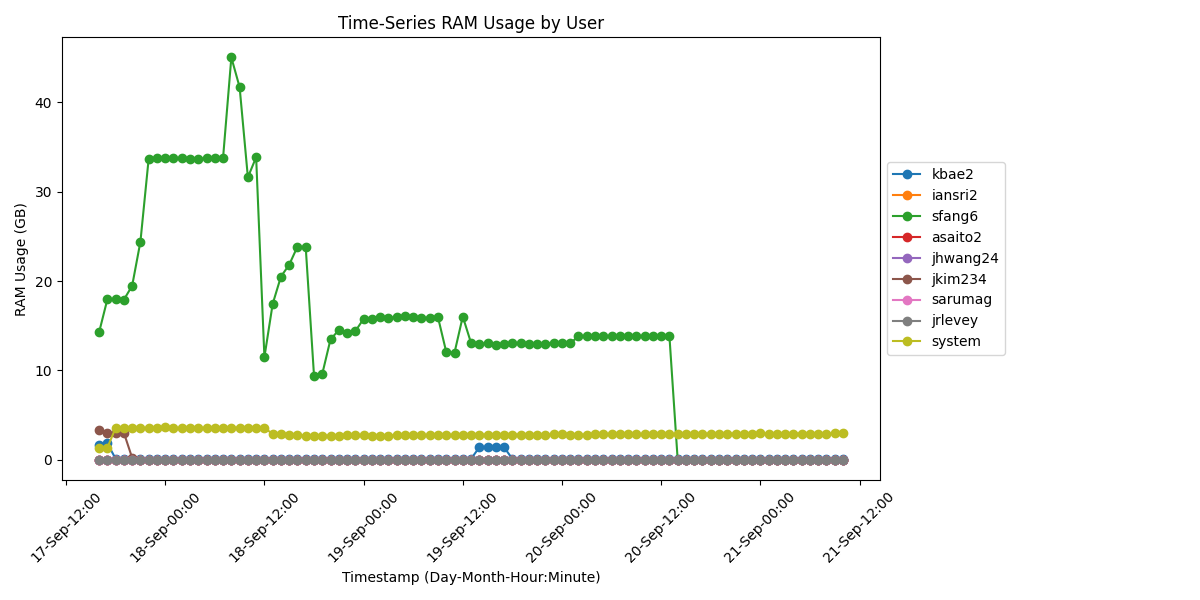 Time-Series RAM Usage by User
RAM Usage (GB)
40
30
20
10
0
17-Sep-12:00
18-Sep-00:00
18-Sep-12:00
19-Sep-00:00
19-Sep-12:00
20-Sep-00:00
20-Sep-12:00
21-Sep-00:00
21-Sep-12:00
Timestamp (Day-Month-Hour:Minute)
kbae2
iansri2
sfang6
asaito2
jhwang24
jkim234
sarumag
jrlevey
system